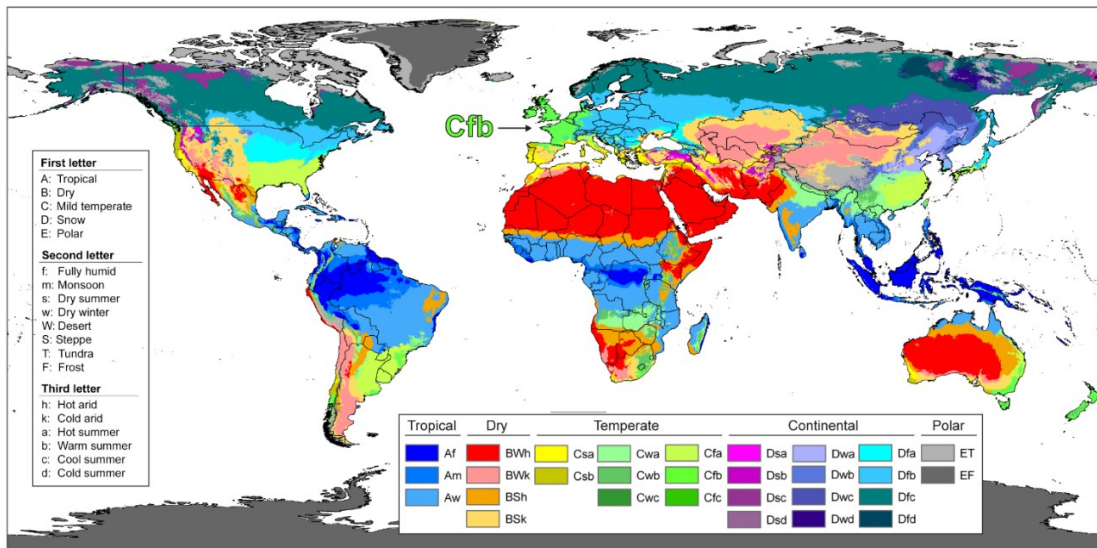 Cfb
First letter
A: Tropical
B: Dry
C: Mild temperate
D: Snow
E: Polar
Second letter
f: Fully humid
m: Monsoon
s: Dry summer
w: Dry winter
W: Desert
S: Steppe
T: Tundra
F: Frost
Third letter
h: Hot arid
k: Cold arid
a: Hot summer
b: Warm summer
c: Cool summer
d: Cold summer
Tropical Dry Temperate Continental Polar
Af BWh Csa Cwa Cfa Dsa Dwa Dfa ET
Am BWk Csb Cwb Cfb Dsb Dwb Dfb EF
Aw BSh Cwc Cfc Dsc Dwc Dfc
BSk Dsd Dwd Dfd